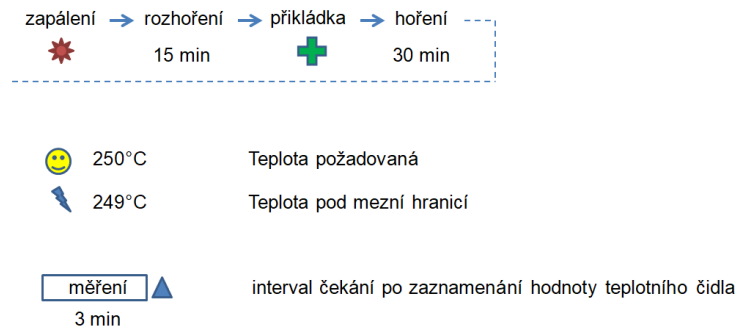 zapálení rozhoření přikládka hoření
15 min 30 min
250°C Teplota požadovaná
249°C Teplota pod mezní hranicí
měření interval čekání po zaznamenání hodnoty teplotního čidla
3 min